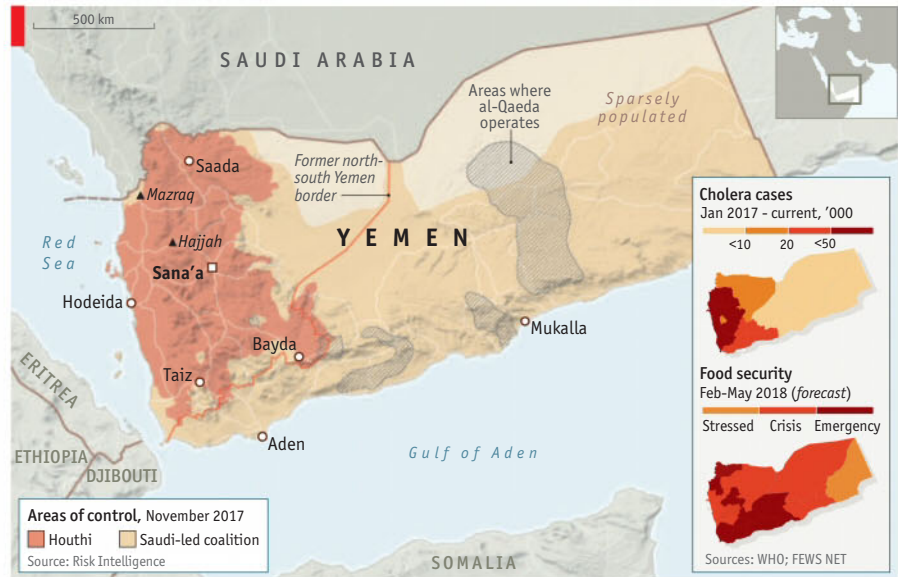 500 km
SAUDI ARABIA
Areas where
al-Qaeda
operates
Sparsely
populated
Former north-
south Yemen
border
Saada
Mazraq
Hajjah
YEMEN
Red
Sea
Sana'a
Hodeida
Mukalla
Bayda
Taiz
Aden
Gulf of Aden
ERITREA
ETHIOPIA
DJIBOUTI
SOMALIA
Areas of control, November 2017
Houthi
Saudi-led coalition
Source: Risk Intelligence
Cholera cases
Jan 2017 - current, '000
<10 20 <50
Food security
Feb-May 2018 (forecast)
Stressed Crisis Emergency
Sources: WHO; FEWS NET